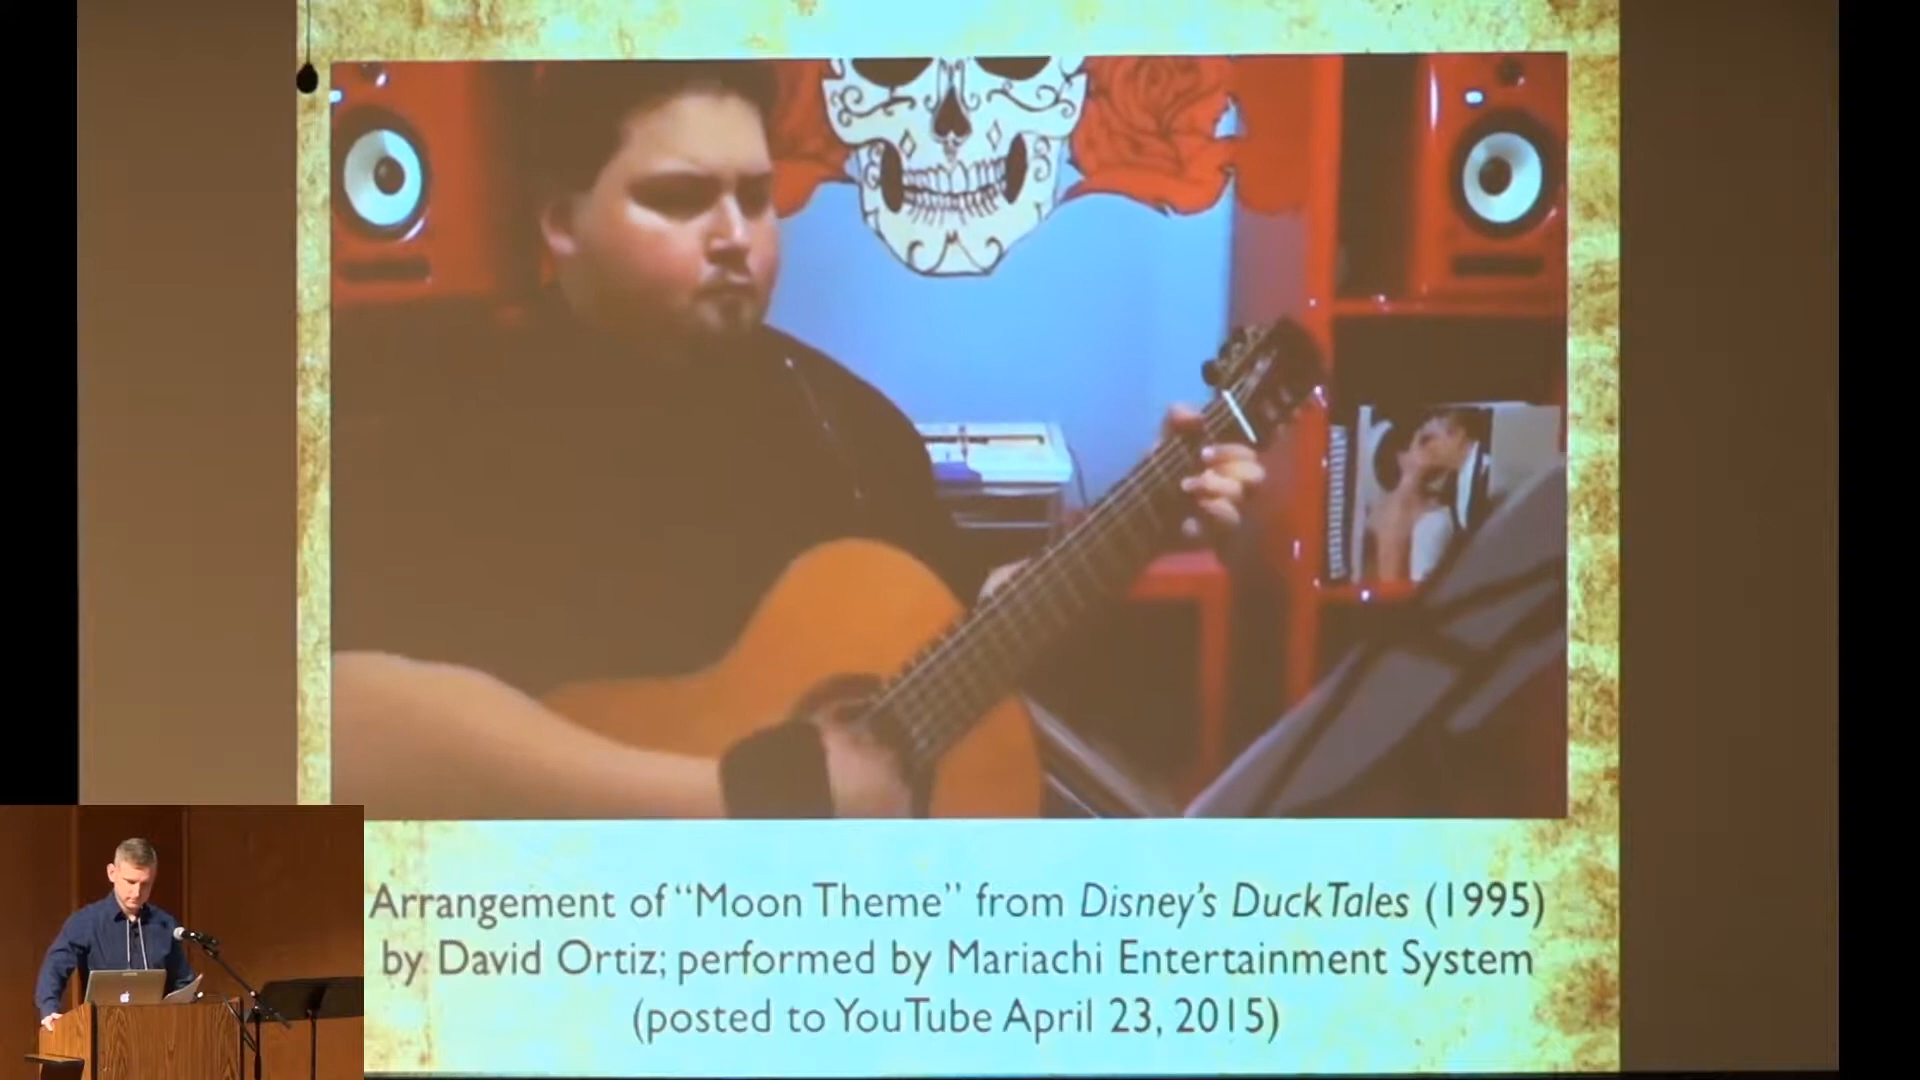 Arrangement of “Moon Theme” from Disney’s DuckTales (1995)
by David Ortiz; performed by Mariachi Entertainment System
(posted to YouTube April 23, 2015)